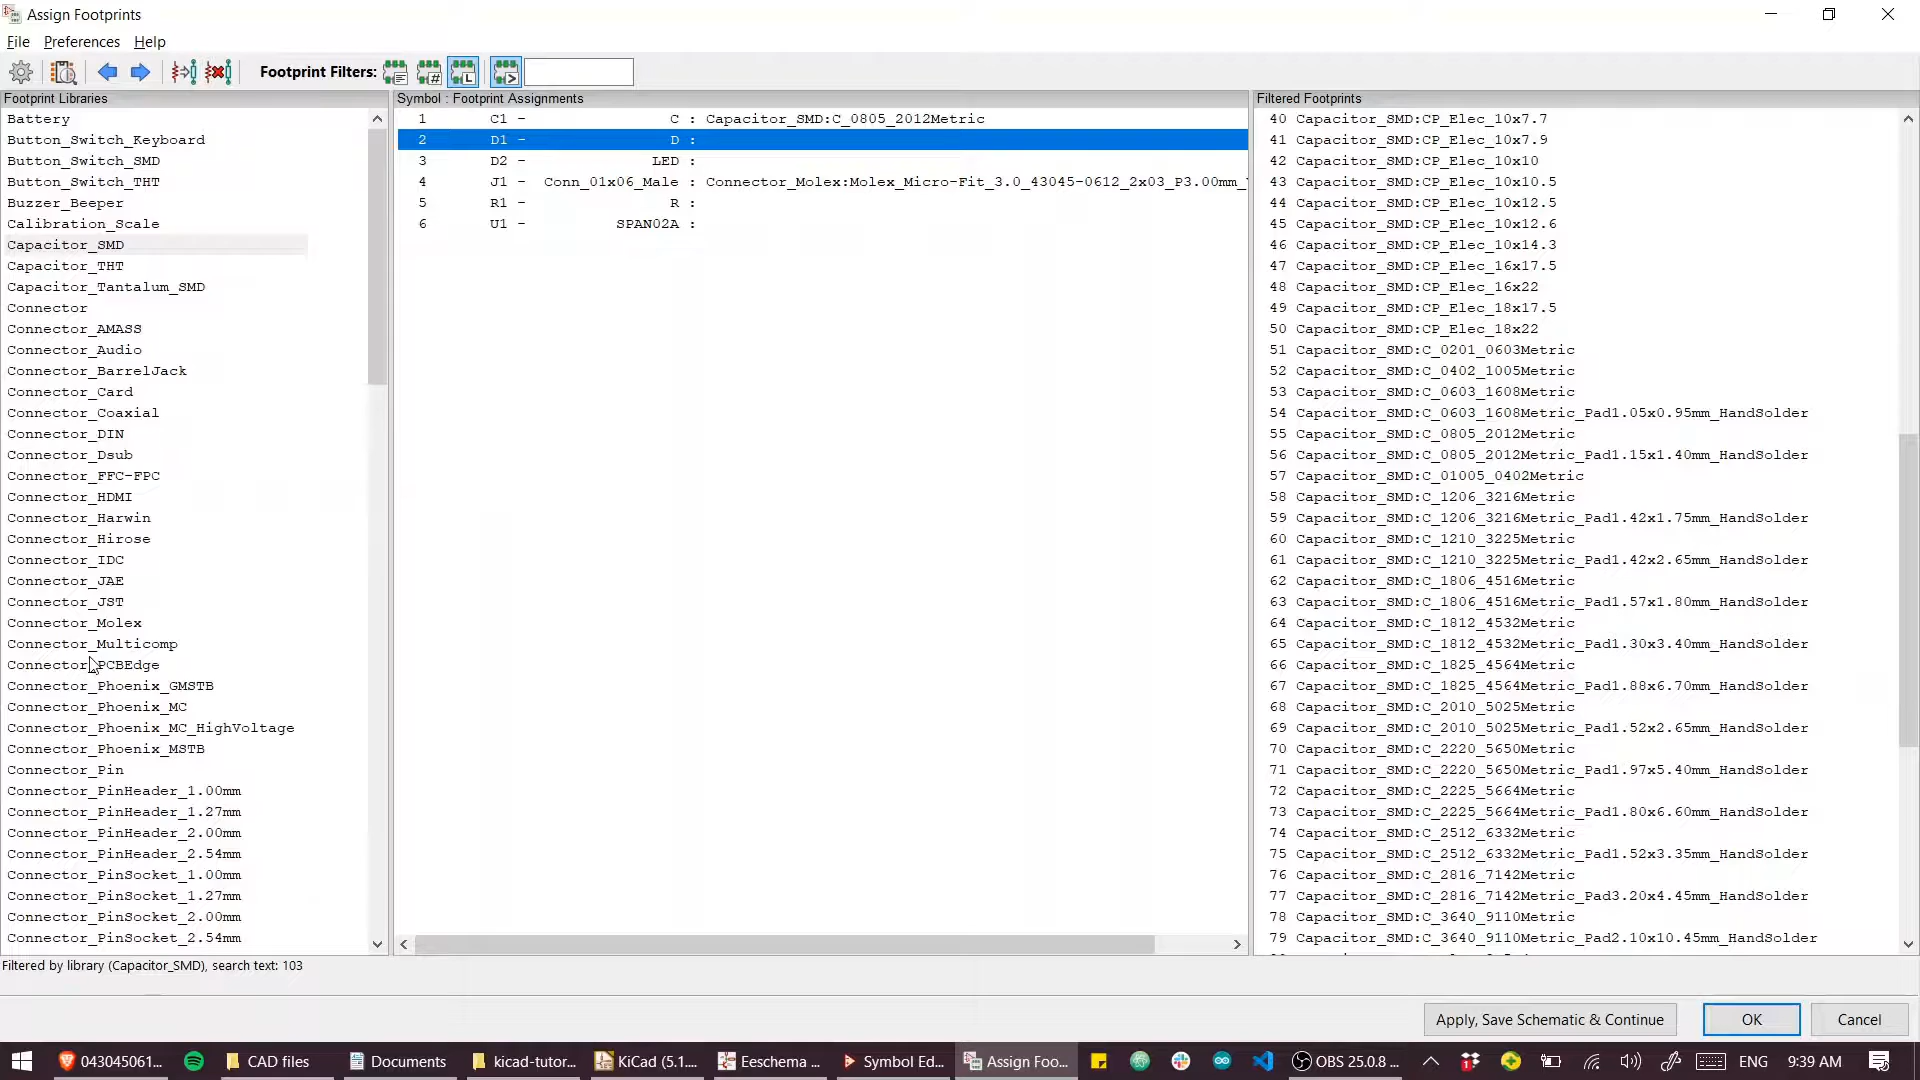 Assign Footprints
File Preferences Help
Footprint Filters:
Footprint Libraries
Battery
Button_Switch_Keyboard
Button_Switch_SMD
Button_Switch_THT
Buzzer_Beeper
Calibration_Scale
Capacitor_SMD
Capacitor_THT
Capacitor_Tantalum_SMD
Connector
Connector_AMASS
Connector_Audio
Connector_BarrelJack
Connector_Card
Connector_Coaxial
Connector_DIN
Connector_Dsub
Connector_FFC-FPC
Connector_HDMI
Connector_Harwin
Connector_Hirose
Connector_IDC
Connector_JAE
Connector_JST
Connector_Molex
Connector_Multicomp
Connector_PCBEdge
Connector_Phoenix_GMSTB
Connector_Phoenix_MC
Connector_Phoenix_MC_HighVoltage
Connector_Phoenix_MSTB
Connector_Pin
Connector_PinHeader_1.00mm
Connector_PinHeader_1.27mm
Connector_PinHeader_2.00mm
Connector_PinHeader_2.54mm
Connector_PinSocket_1.00mm
Connector_PinSocket_1.27mm
Connector_PinSocket_2.00mm
Connector_PinSocket_2.54mm
Symbol : Footprint Assignments
1 C1 - C : Capacitor_SMD:C_0805_2012Metric
2 D1 - D :
3 D2 - LED :
4 J1 - Conn_01x06_Male : Connector_Molex:Molex_Micro-Fit_3.0_43045-0612_2x03_P3.00mm_
5 R1 - R :
6 U1 - SPAN02A :
Filtered Footprints
40 Capacitor_SMD:CP_Elec_10x7.7
41 Capacitor_SMD:CP_Elec_10x7.9
42 Capacitor_SMD:CP_Elec_10x10
43 Capacitor_SMD:CP_Elec_10x10.5
44 Capacitor_SMD:CP_Elec_10x12.5
45 Capacitor_SMD:CP_Elec_10x12.6
46 Capacitor_SMD:CP_Elec_10x14.3
47 Capacitor_SMD:CP_Elec_16x17.5
48 Capacitor_SMD:CP_Elec_16x22
49 Capacitor_SMD:CP_Elec_18x17.5
50 Capacitor_SMD:CP_Elec_18x22
51 Capacitor_SMD:C_0201_0603Metric
52 Capacitor_SMD:C_0402_1005Metric
53 Capacitor_SMD:C_0603_1608Metric
54 Capacitor_SMD:C_0603_1608Metric_Pad1.05x0.95mm_HandSolder
55 Capacitor_SMD:C_0805_2012Metric
56 Capacitor_SMD:C_0805_2012Metric_Pad1.15x1.40mm_HandSolder
57 Capacitor_SMD:C_01005_0402Metric
58 Capacitor_SMD:C_1206_3216Metric
59 Capacitor_SMD:C_1206_3216Metric_Pad1.42x1.75mm_HandSolder
60 Capacitor_SMD:C_1210_3225Metric
61 Capacitor_SMD:C_1210_3225Metric_Pad1.42x2.65mm_HandSolder
62 Capacitor_SMD:C_1806_4516Metric
63 Capacitor_SMD:C_1806_4516Metric_Pad1.57x1.80mm_HandSolder
64 Capacitor_SMD:C_1812_4532Metric
65 Capacitor_SMD:C_1812_4532Metric_Pad1.30x3.40mm_HandSolder
66 Capacitor_SMD:C_1825_4564Metric
67 Capacitor_SMD:C_1825_4564Metric_Pad1.88x6.70mm_HandSolder
68 Capacitor_SMD:C_2010_5025Metric
69 Capacitor_SMD:C_2010_5025Metric_Pad1.52x2.65mm_HandSolder
70 Capacitor_SMD:C_2220_5650Metric
71 Capacitor_SMD:C_2220_5650Metric_Pad1.97x5.40mm_HandSolder
72 Capacitor_SMD:C_2225_5664Metric
73 Capacitor_SMD:C_2225_5664Metric_Pad1.80x6.60mm_HandSolder
74 Capacitor_SMD:C_2512_6332Metric
75 Capacitor_SMD:C_2512_6332Metric_Pad1.52x3.35mm_HandSolder
76 Capacitor_SMD:C_2816_7142Metric
77 Capacitor_SMD:C_2816_7142Metric_Pad3.20x4.45mm_HandSolder
78 Capacitor_SMD:C_3640_9110Metric
79 Capacitor_SMD:C_3640_9110Metric_Pad2.10x10.45mm_HandSolder
Filtered by library (Capacitor_SMD), search text: 103
Apply, Save Schematic & Continue OK Cancel
043045061... CAD files Documents kicad-tutor... KiCad (5.1.... Eeschema ... Symbol Ed... Assign Foo... OBS 25.0.8 ... ENG 9:39 AM